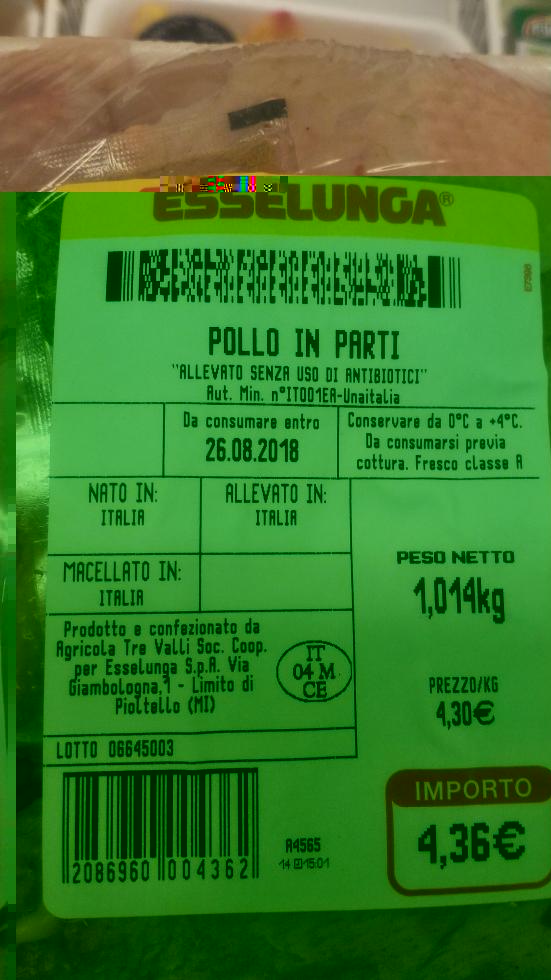 ESSELUNGA®
E7390
POLLO IN PARTI
"ALLEVATO SENZA USO DI ANTIBIOTICI"
Aut. Min. n°IT001EA-Unaitalia
Da consumare entro
26.08.2018
Conservare da 0°C a +4°C.
Da consumarsi previa
cottura. Fresco classe A
NATO IN:
ITALIA
ALLEVATO IN:
ITALIA
MACELLATO IN:
ITALIA
PESO NETTO
1,014kg
Prodotto e confezionato da
Agricola Tre Valli Soc. Coop.
per Esselunga S.p.A. Via
Giambologna,1 - Limito di
Pioltello (MI)
IT
04 M
CE
PREZZO/KG
4,30€
LOTTO 06645003
IMPORTO
4,36€
2086960 004362
A4565
15:01